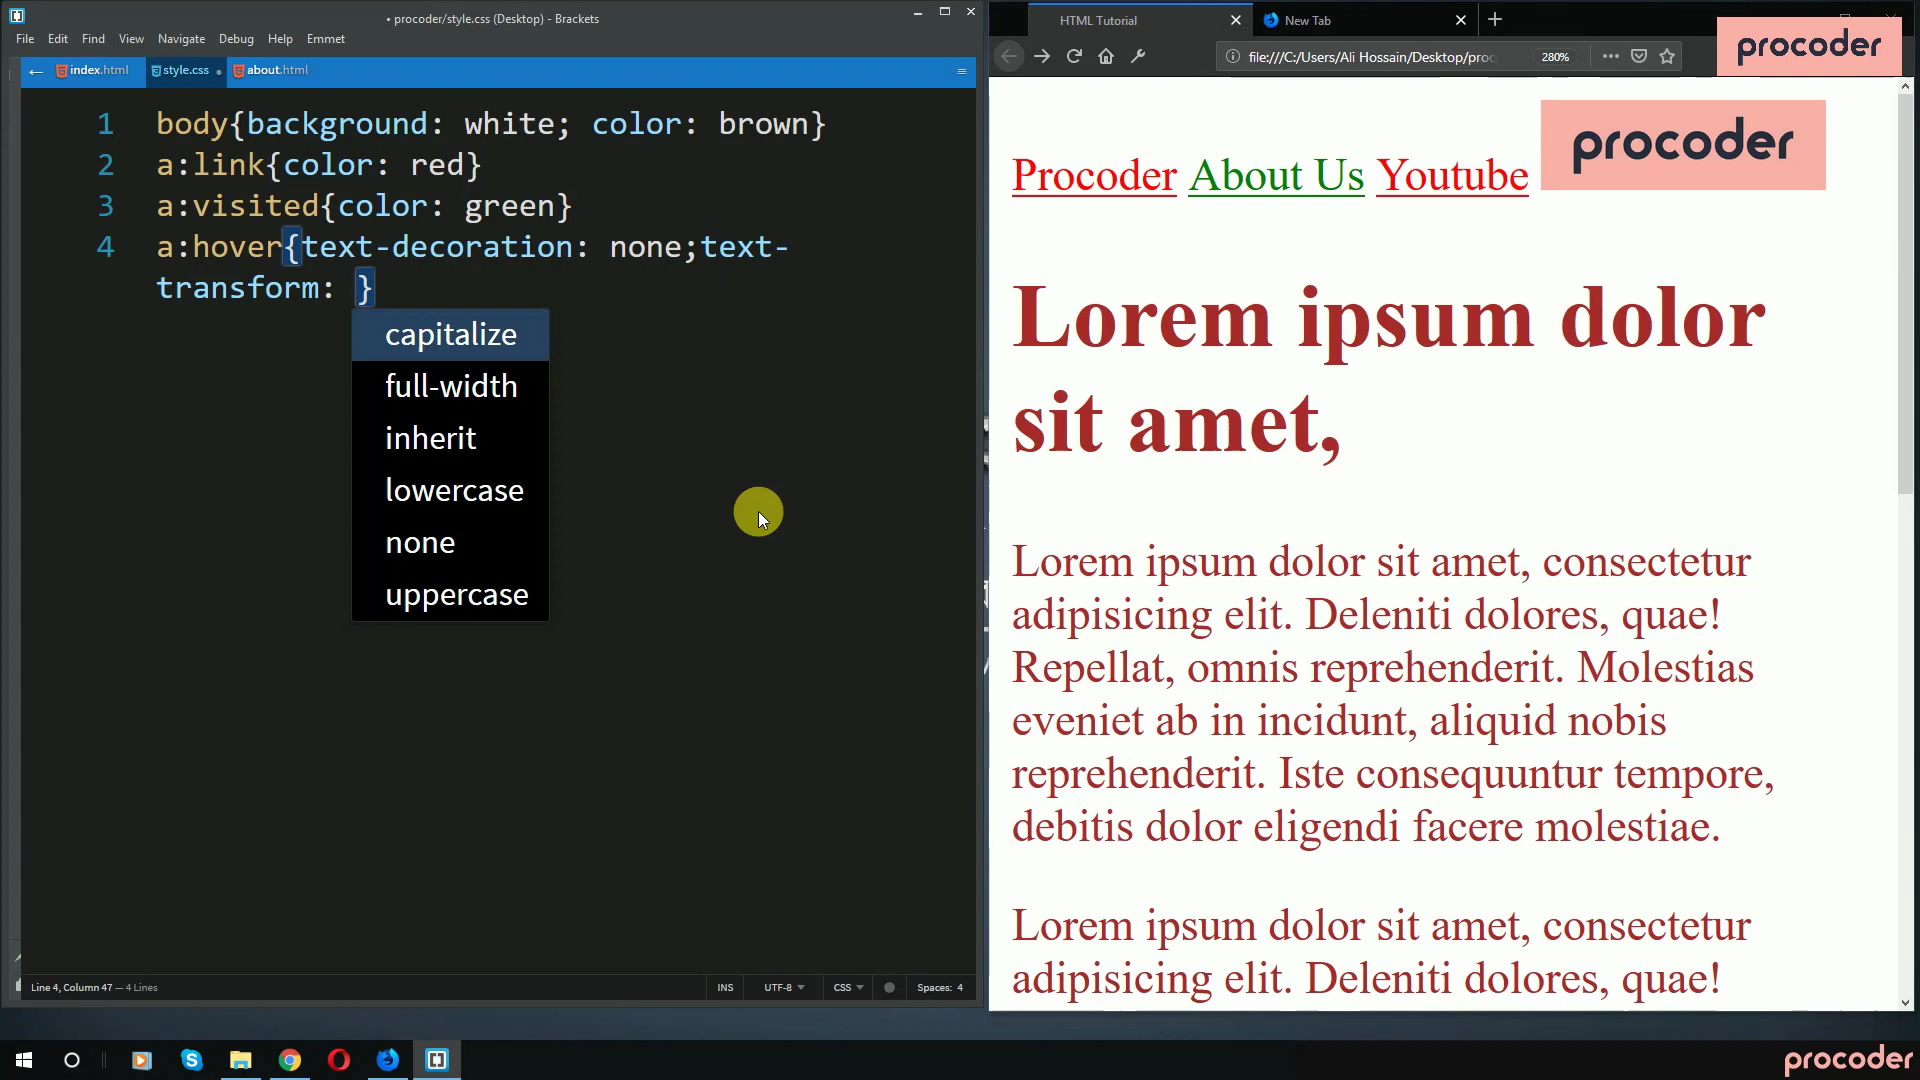 procoder/style.css (Desktop) - Brackets
File Edit Find View Navigate Debug Help Emmet
index.html style.css about.html
1 body{background: white; color: brown}
2 a:link{color: red}
3 a:visited{color: green}
4 a:hover{text-decoration: none;text-
transform: }
capitalize
full-width
inherit
lowercase
none
uppercase
Line 4, Column 47 — 4 Lines
INS UTF-8 CSS Spaces: 4
HTML Tutorial New Tab
file:///C:/Users/Ali Hossain/Desktop/proc 280%
procoder
procoder
Procoder About Us Youtube
Lorem ipsum dolor
sit amet,
Lorem ipsum dolor sit amet, consectetur
adipisicing elit. Deleniti dolores, quae!
Repellat, omnis reprehenderit. Molestias
eveniet ab in incidunt, aliquid nobis
reprehenderit. Iste consequuntur tempore,
debitis dolor eligendi facere molestiae.
Lorem ipsum dolor sit amet, consectetur
adipisicing elit. Deleniti dolores, quae!
procoder